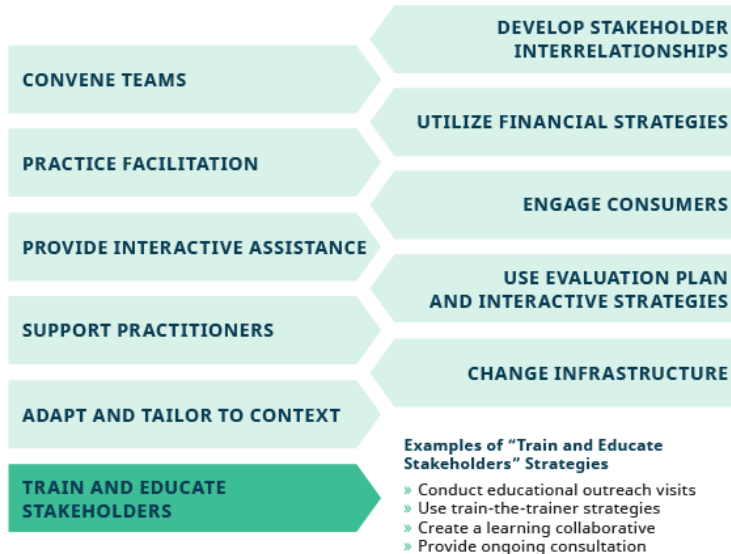 CONVENE TEAMS
PRACTICE FACILITATION
PROVIDE INTERACTIVE ASSISTANCE
SUPPORT PRACTITIONERS
ADAPT AND TAILOR TO CONTEXT
TRAIN AND EDUCATE
STAKEHOLDERS
DEVELOP STAKEHOLDER
INTERRELATIONSHIPS
UTILIZE FINANCIAL STRATEGIES
ENGAGE CONSUMERS
USE EVALUATION PLAN
AND INTERACTIVE STRATEGIES
CHANGE INFRASTRUCTURE
Examples of “Train and Educate
Stakeholders” Strategies
» Conduct educational outreach visits
» Use train-the-trainer strategies
» Create a learning collaborative
» Provide ongoing consultation